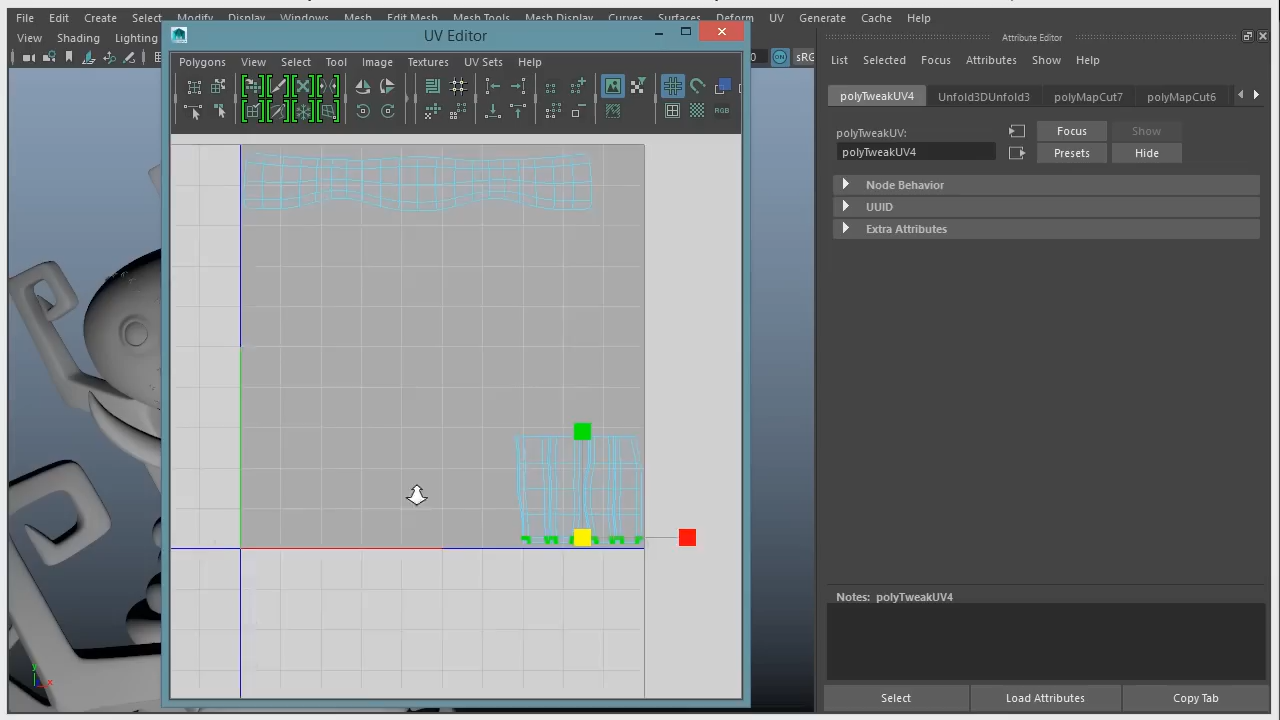 File Edit Create Select Modify Display Windows Mesh Edit Mesh Mesh Tools Mesh Display Curves Surfaces Deform UV Generate Cache Help
View Shading Lighting
UV Editor
Polygons View Select Tool Image Textures UV Sets Help
0 ON sRG
Attribute Editor
List Selected Focus Attributes Show Help
polyTweakUV4 Unfold3DUnfold3 polyMapCut7 polyMapCut6
polyTweakUV: Focus Show
polyTweakUV4 Presets Hide
Node Behavior
UUID
Extra Attributes
Notes: polyTweakUV4
Select Load Attributes Copy Tab
y
x